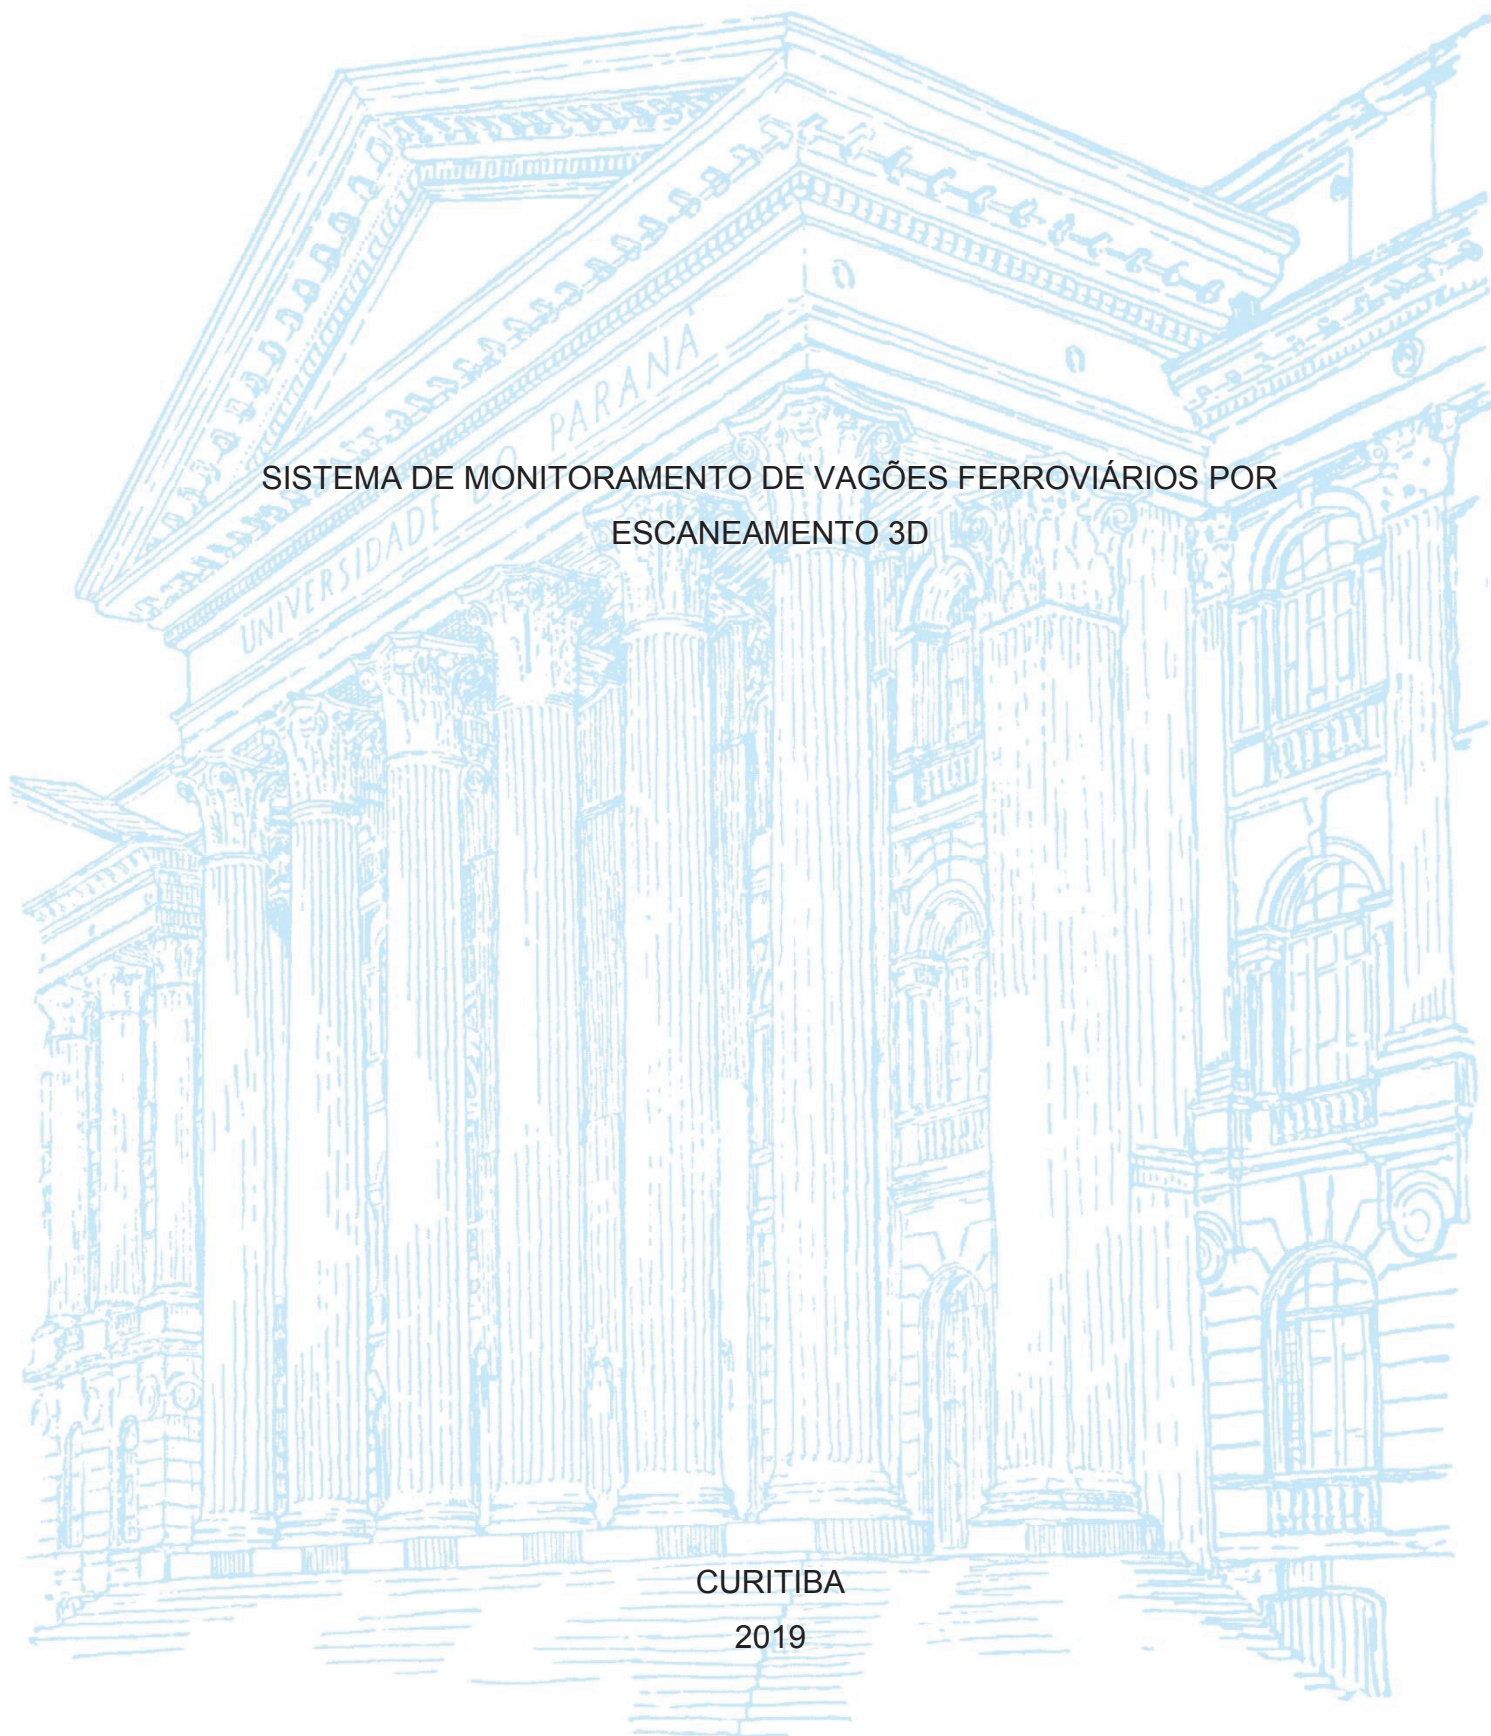 UNIVERSIDADE DO PARANÁ
SISTEMA DE MONITORAMENTO DE VAGÕES FERROVIÁRIOS POR
ESCANEAMENTO 3D
CURITIBA
2019